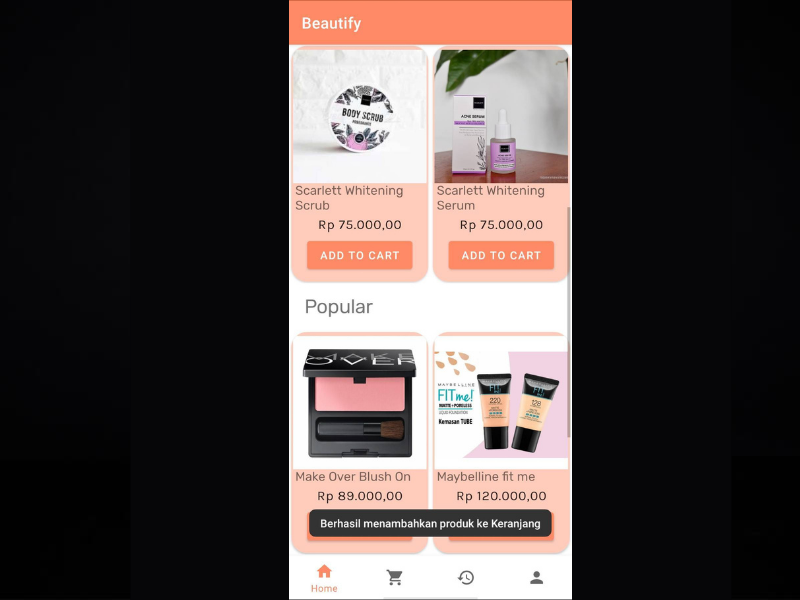 Beautify
BODY SCRUB
POMEGRANATE
ACNE SERUM
Scarlett Whitening
Scrub
Rp 75.000,00
ADD TO CART
Scarlett Whitening
Serum
Rp 75.000,00
ADD TO CART
Popular
MAKE
OVER
MAYBELLINE
FIT me!
MATTE + PORELESS
LIQUID FOUNDATION
Kemasan TUBE
FIT
220
FIT
128
Make Over Blush On
Rp 89.000,00
Maybelline fit me
Rp 120.000,00
Berhasil menambahkan produk ke Keranjang
Home